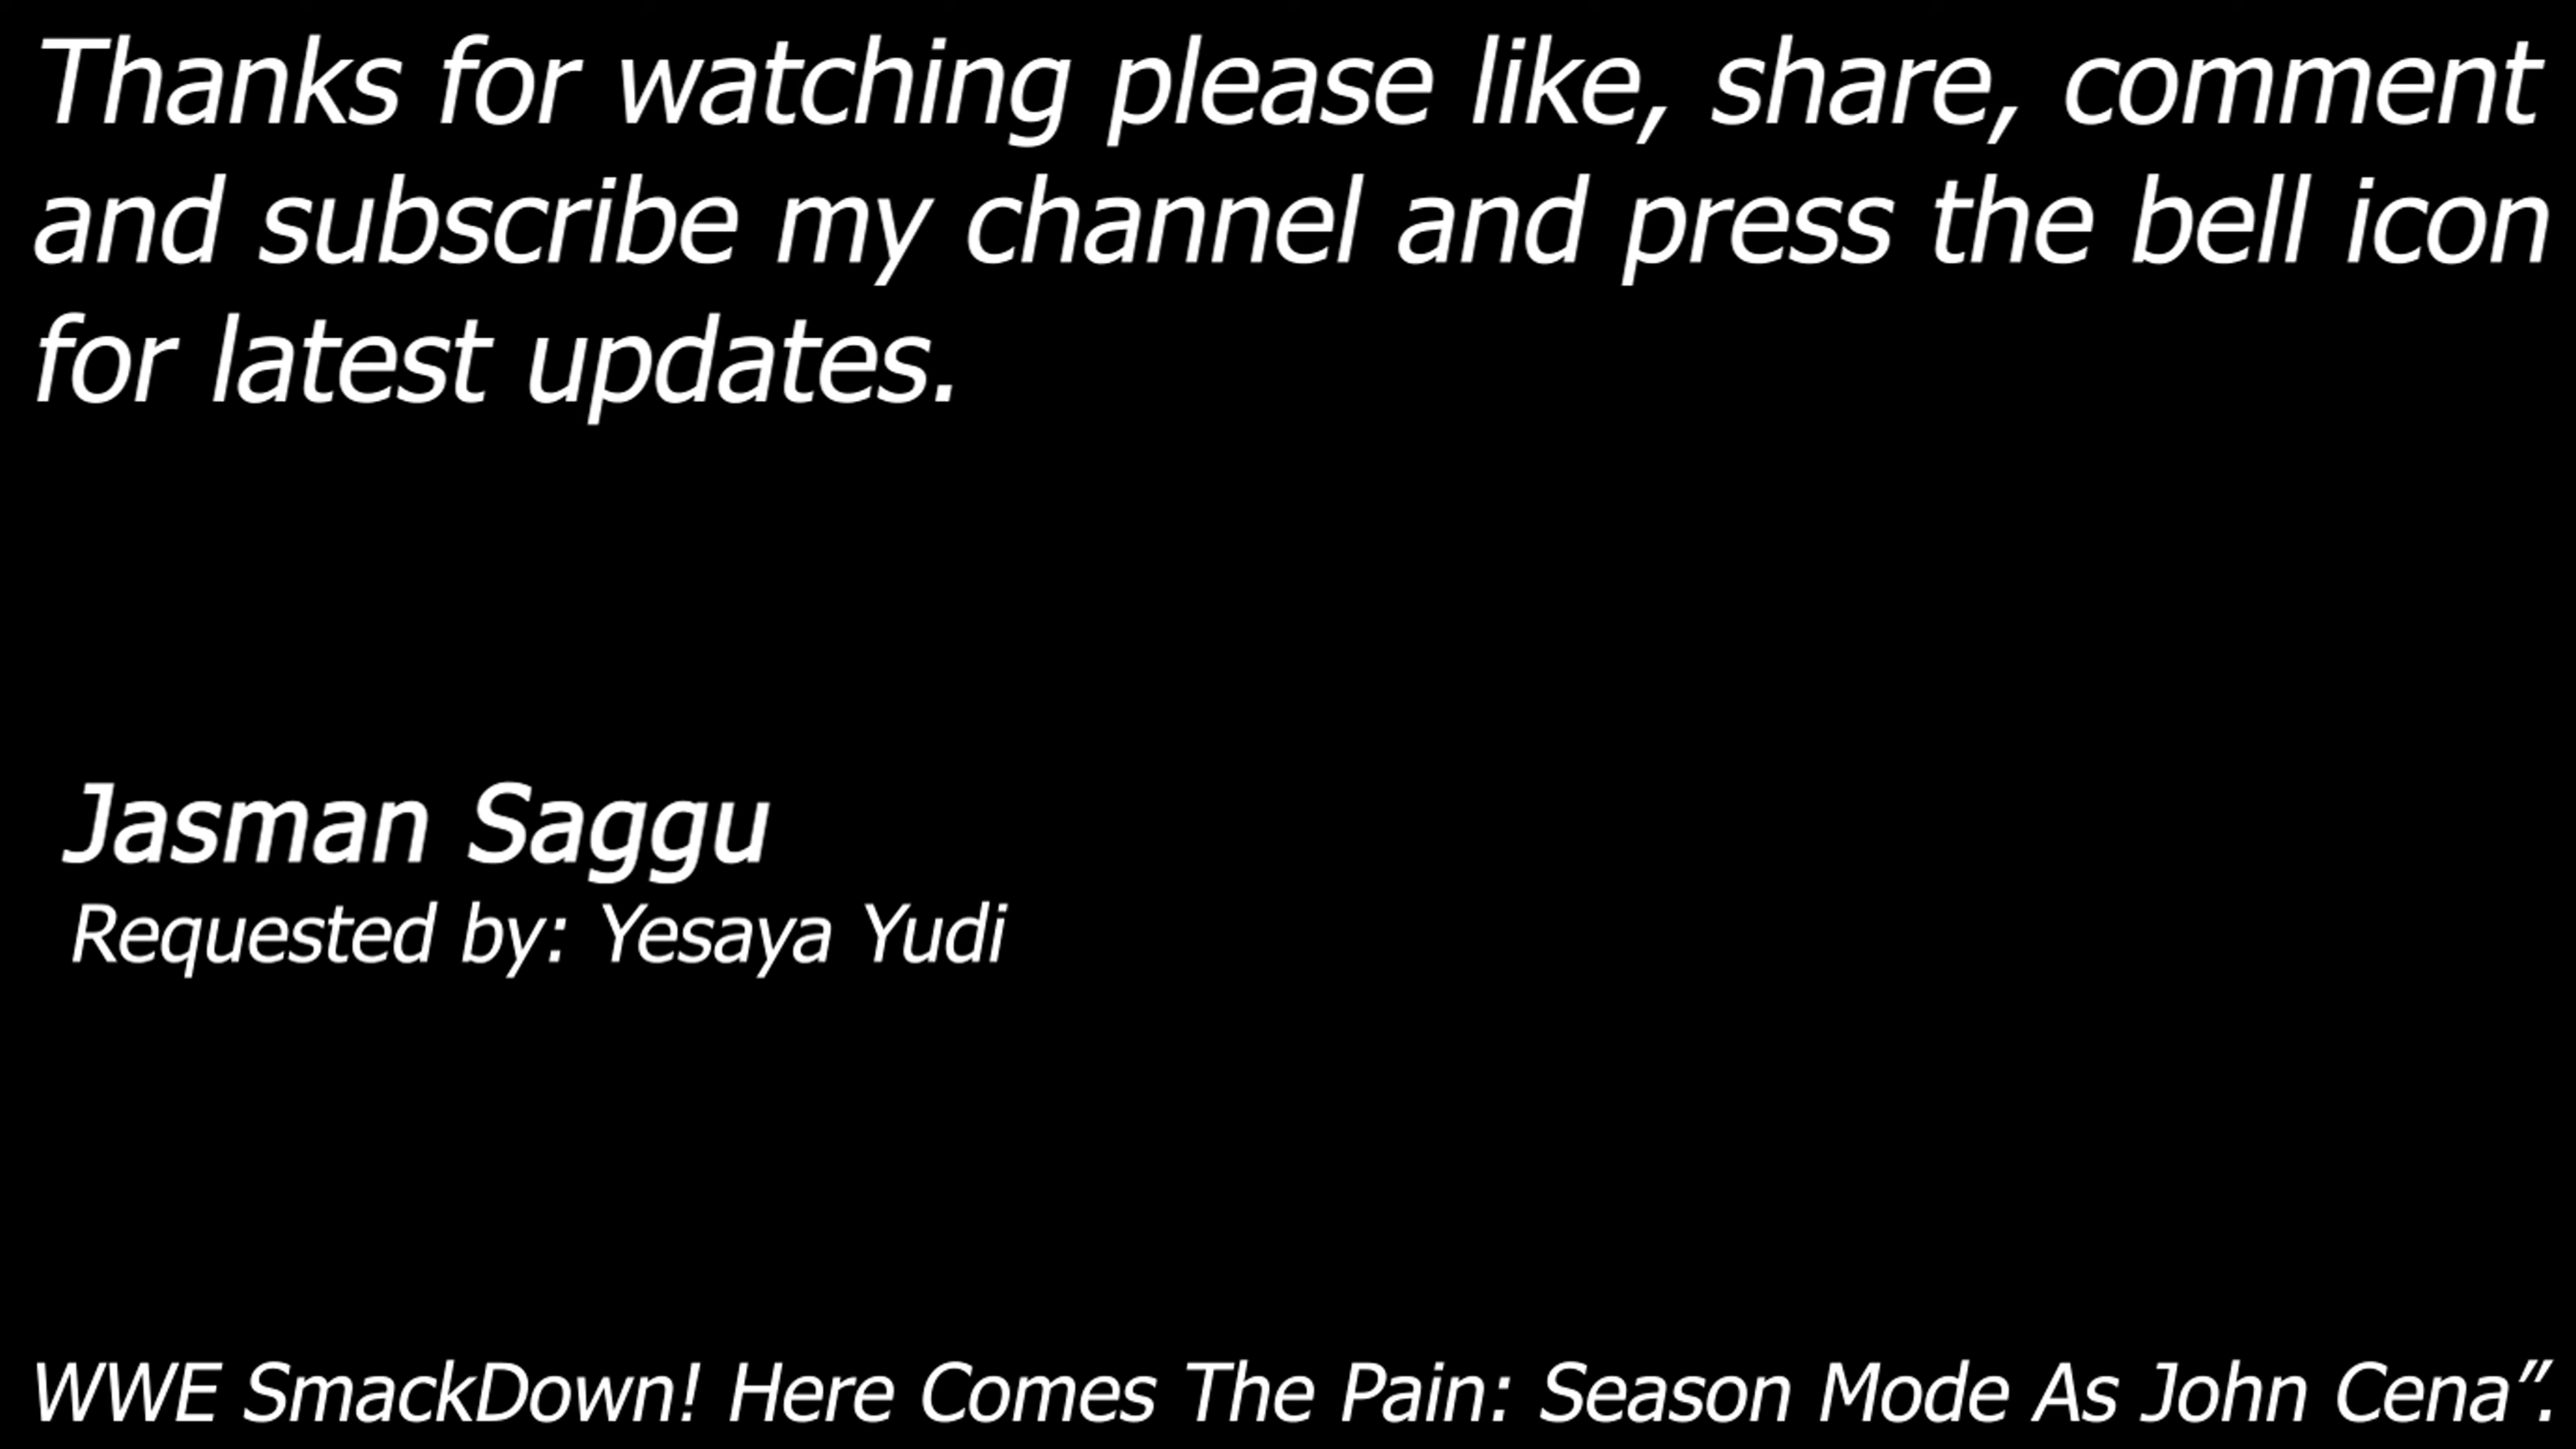 Thanks for watching please like, share, comment
and subscribe my channel and press the bell icon
for latest updates.
Jasman Saggu
Requested by: Yesaya Yudi
WWE SmackDown! Here Comes The Pain: Season Mode As John Cena”.